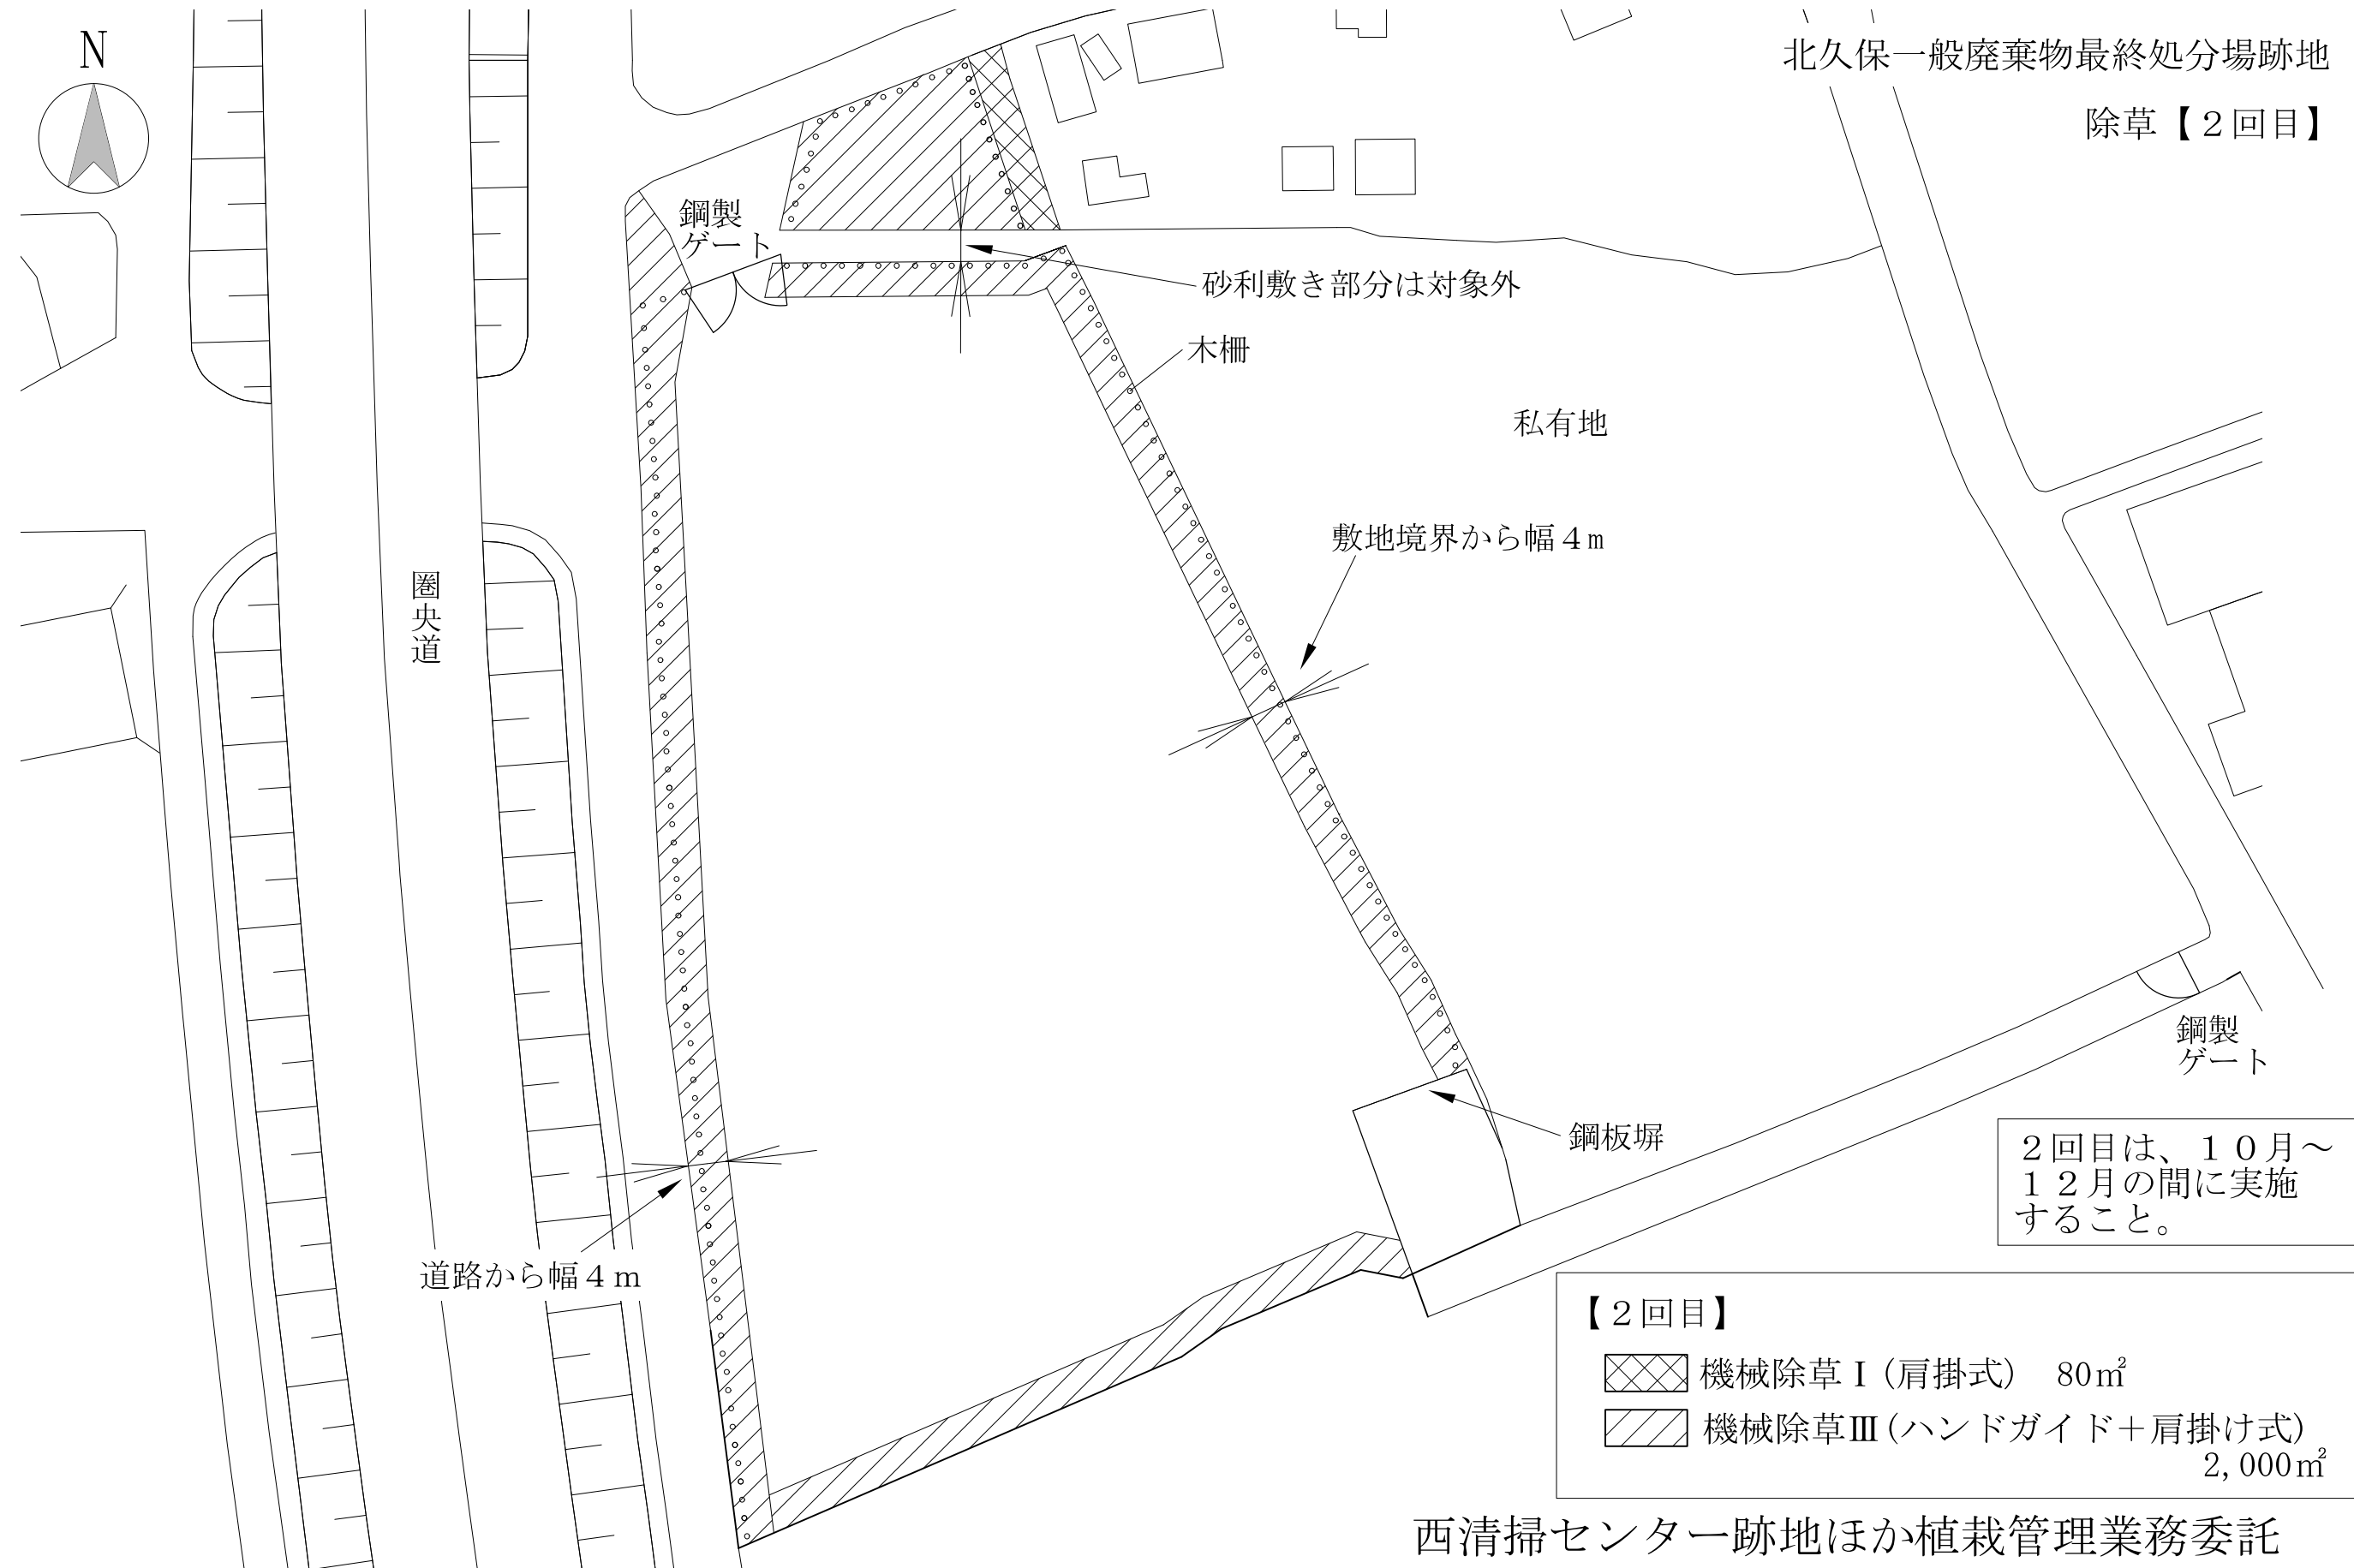 N
北久保一般廃棄物最終処分場跡地
除草【２回目】
鋼製
ゲート
砂利敷き部分は対象外
木柵
私有地
敷地境界から幅４ｍ
圏央道
鋼製
ゲート
鋼板塀
２回目は、１０月～
１２月の間に実施
すること。
道路から幅４ｍ
【２回目】
機械除草Ⅰ(肩掛式)　80㎡
機械除草Ⅲ(ハンドガイド＋肩掛け式)
2,000㎡
西清掃センター跡地ほか植栽管理業務委託